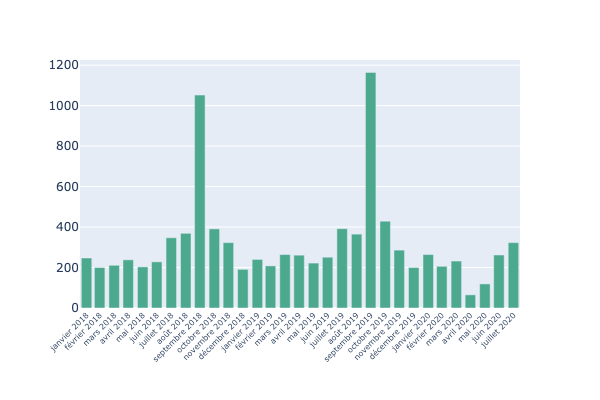 1200
1000
800
600
400
200
0
janvier 2018
février 2018
mars 2018
avril 2018
mai 2018
juin 2018
juillet 2018
août 2018
septembre 2018
octobre 2018
novembre 2018
décembre 2018
janvier 2019
février 2019
mars 2019
avril 2019
mai 2019
juin 2019
juillet 2019
août 2019
septembre 2019
octobre 2019
novembre 2019
décembre 2019
janvier 2020
février 2020
mars 2020
avril 2020
mai 2020
juin 2020
juillet 2020